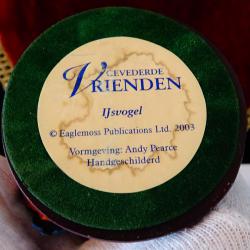 GEVEDERDE
VRIENDEN
IJsvogel
© Eaglemoss Publications Ltd. 2003
Vormgeving: Andy Pearce
Handgeschilderd